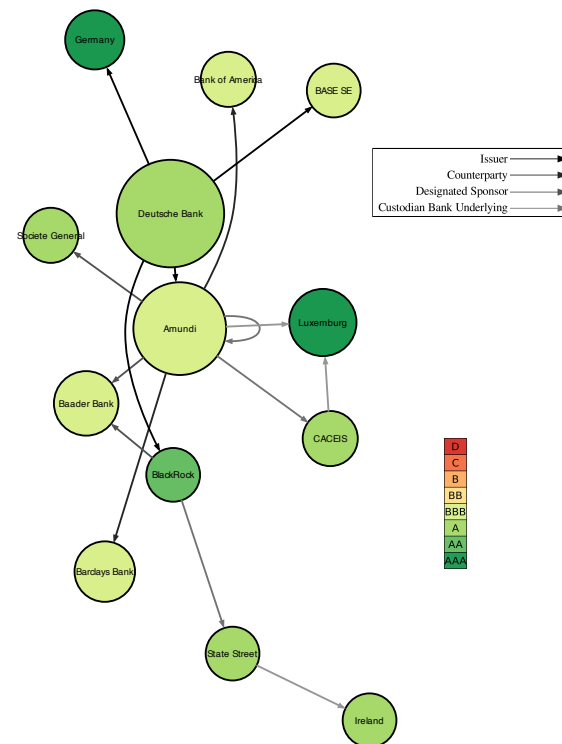 Germany
Bank of America
BASE SE
Issuer
Counterparty
Designated Sponsor
Custodian Bank Underlying
Deutsche Bank
Societe General
Amundi
Luxemburg
Baader Bank
CACEIS
BlackRock
D
C
B
BB
BBB
A
AA
AAA
Barclays Bank
State Street
Ireland